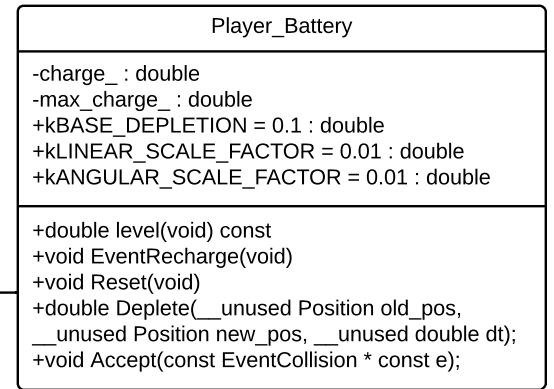 Player_Battery
-charge_ : double
-max_charge_ : double
+kBASE_DEPLETION = 0.1 : double
+kLINEAR_SCALE_FACTOR = 0.01 : double
+kANGULAR_SCALE_FACTOR = 0.01 : double
+double level(void) const
+void EventRecharge(void)
+void Reset(void)
+double Deplete(__unused Position old_pos,
__unused Position new_pos, __unused double dt);
+void Accept(const EventCollision * const e);